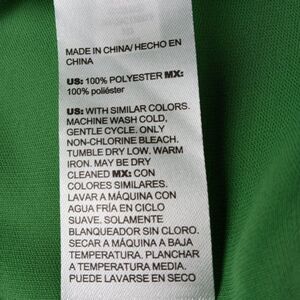 MADE IN CHINA/ HECHO EN
CHINA
US: 100% POLYESTER MX:
100% poliéster
US: WITH SIMILAR COLORS.
MACHINE WASH COLD,
GENTLE CYCLE. ONLY
NON-CHLORINE BLEACH.
TUMBLE DRY LOW. WARM
IRON. MAY BE DRY
CLEANED MX: CON
COLORES SIMILARES.
LAVAR A MÁQUINA CON
AGUA FRÍA EN CICLO
SUAVE. SOLAMENTE
BLANQUEADOR SIN CLORO.
SECAR A MÁQUINA A BAJA
TEMPERATURA. PLANCHAR
A TEMPERATURA MEDIA.
PUEDE LAVARSE EN SECO